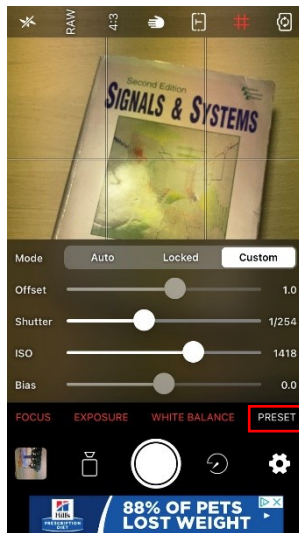 RAW
4:3
T
Second Edition
SIGNALS & SYSTEMS
Mode Auto Locked Custom
Offset 1.0
Shutter 1/254
ISO 1418
Bias 0.0
FOCUS EXPOSURE WHITE BALANCE PRESET
Hill's
PRESCRIPTION
DIET
88% OF PETS
LOST WEIGHT